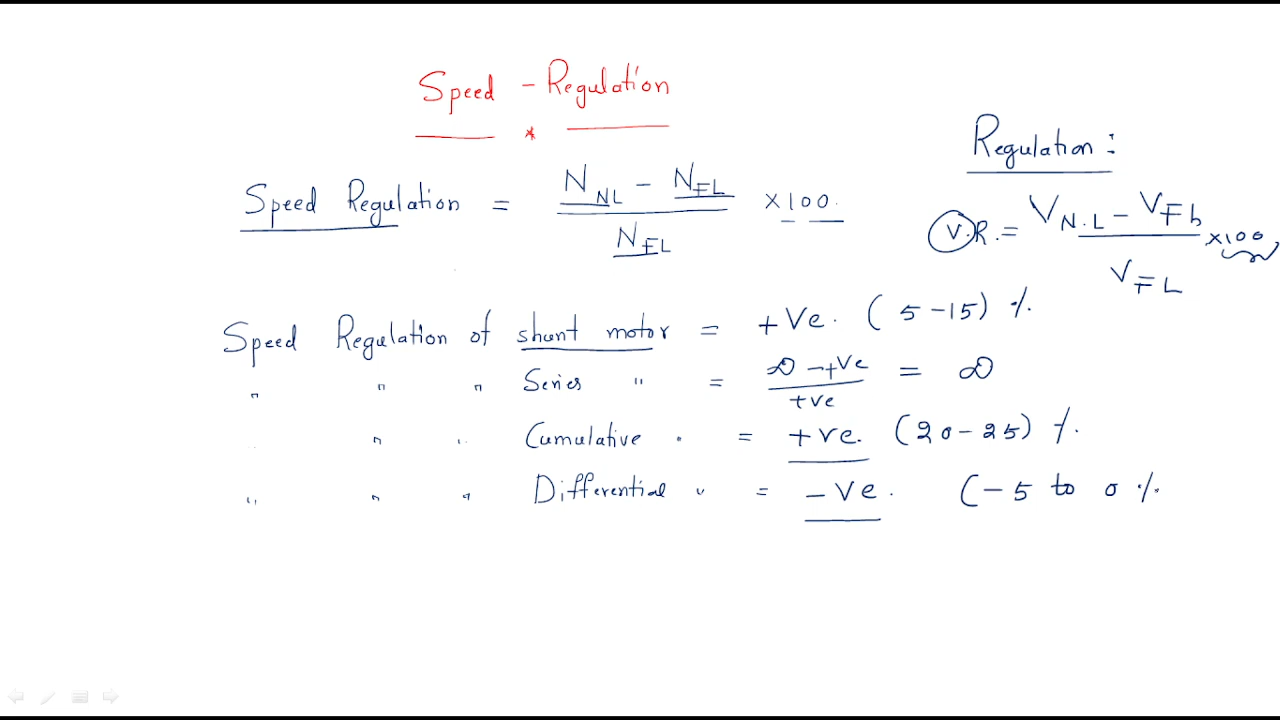 Speed - Regulation
*
Speed Regulation = N_NL - N_FL / N_FL × 100.
Regulation :
V.R. = V_N.L - V_FL / V_FL × 100
Speed Regulation of shunt motor = +Ve. (5-15) %.
" " " Series " = ∞ - +Ve / +ve = ∞
" " Cumulative " = +ve. (20-25) %.
" " " Differential " = -Ve. (-5 to 0 %.